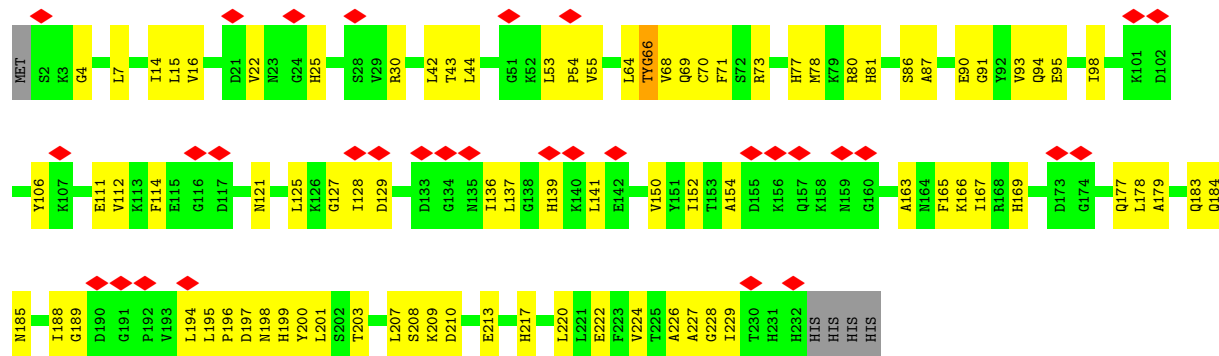 MET S2 K3 G4 L7 I14 L15 V16 D21 V22 N23 G24 H25 S28 V29 R30 L42 T43 L44 G51 K52 L53 P54 V55 L64 TYG66 V68 Q69 C70 F71 S72 R73 H77 M78 K79 R80 H81 S86 A87 E90 G91 Y92 V93 Q94 E95 I98 K101 D102
Y106 K107 E111 V112 K113 F114 E115 G116 D117 N121 L125 K126 G127 I128 D129 D133 G134 N135 I136 L137 G138 H139 K140 L141 E142 V150 Y151 I152 T153 A154 D155 K156 Q157 K158 N159 G160 A163 N164 F165 K166 I167 R168 H169 D173 G174 Q177 L178 A179 Q183 Q184
N185 I188 G189 D190 G191 P192 V193 L194 L195 P196 D197 N198 H199 Y200 L201 S202 T203 L207 S208 K209 D210 E213 H217 L220 L221 E222 F223 V224 T225 A226 A227 G228 I229 T230 H231 H232 HIS HIS HIS HIS